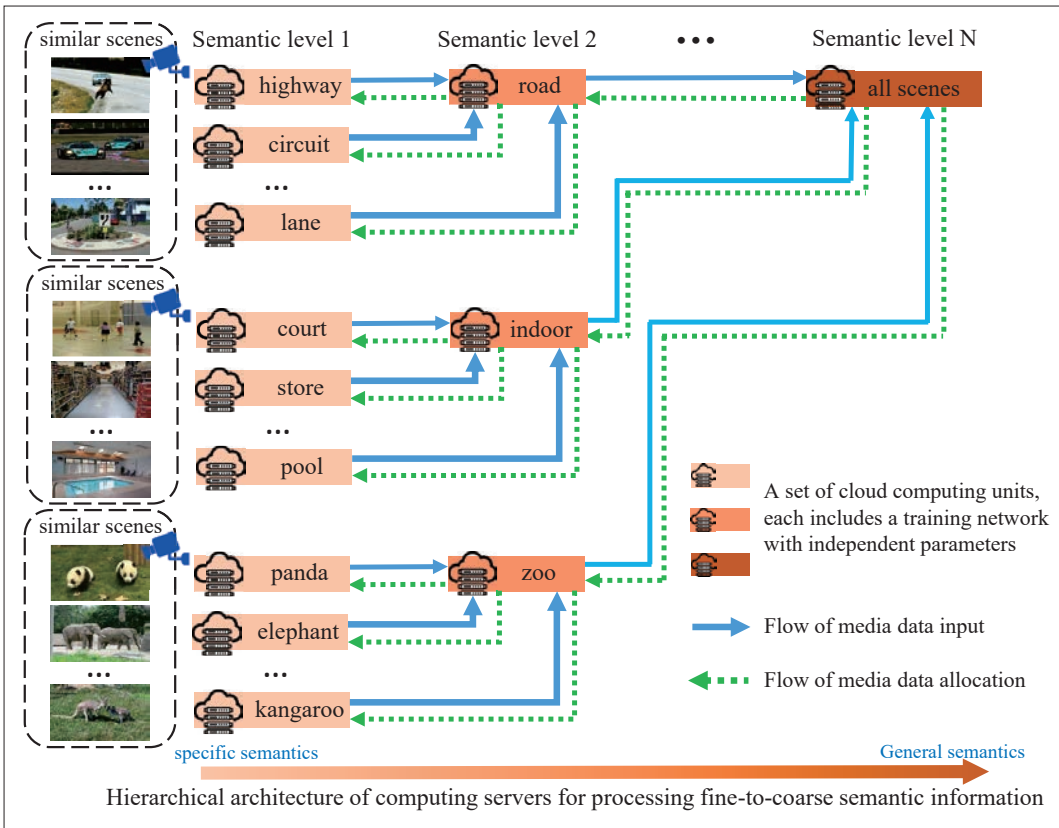 similar scenes
Semantic level 1
Semantic level 2
•••
Semantic level N
highway
road
all scenes
circuit
...
...
lane
similar scenes
court
indoor
store
...
...
pool
similar scenes
panda
zoo
elephant
...
...
kangaroo
A set of cloud computing units,
each includes a training network
with independent parameters
Flow of media data input
Flow of media data allocation
specific semantics
General semantics
Hierarchical architecture of computing servers for processing fine-to-coarse semantic information